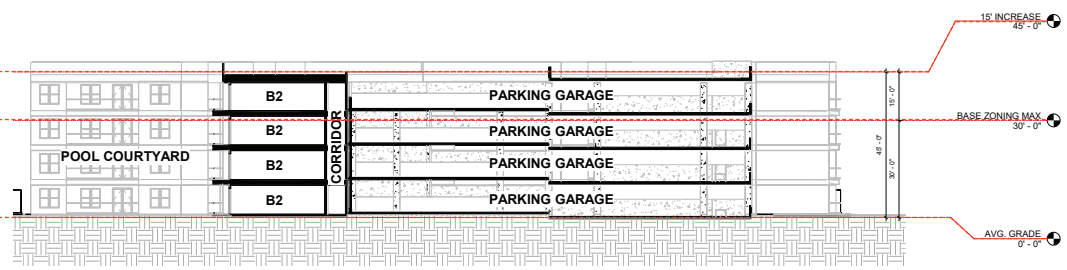 15' INCREASE
45' - 0"
B2
PARKING GARAGE
15' - 0"
BASE ZONING MAX
30' - 0"
B2
PARKING GARAGE
CORRIDOR
45' - 0"
POOL COURTYARD
B2
PARKING GARAGE
30' - 0"
B2
PARKING GARAGE
AVG. GRADE
0' - 0"